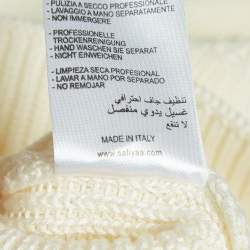 - PULIZIA A SECCO PROFESSIONALE
- LAVAGGIO A MANO SEPARATAMENTE
- NON IMMERGERE
- PROFESSIONELLE
TROCKENREINIGUNG
- HAND WASCHEN SIE SEPARAT
- NICHT EINWEICHEN
- LIMPIEZA SECA PROFESIONAL
- LAVAR A MANO POR SEPARADO
- NO REMOJO
تنظيف جاف احترافي
غسيل يدوي منفصل
لا تنقع
MADE IN ITALY
www.safiyaa.com